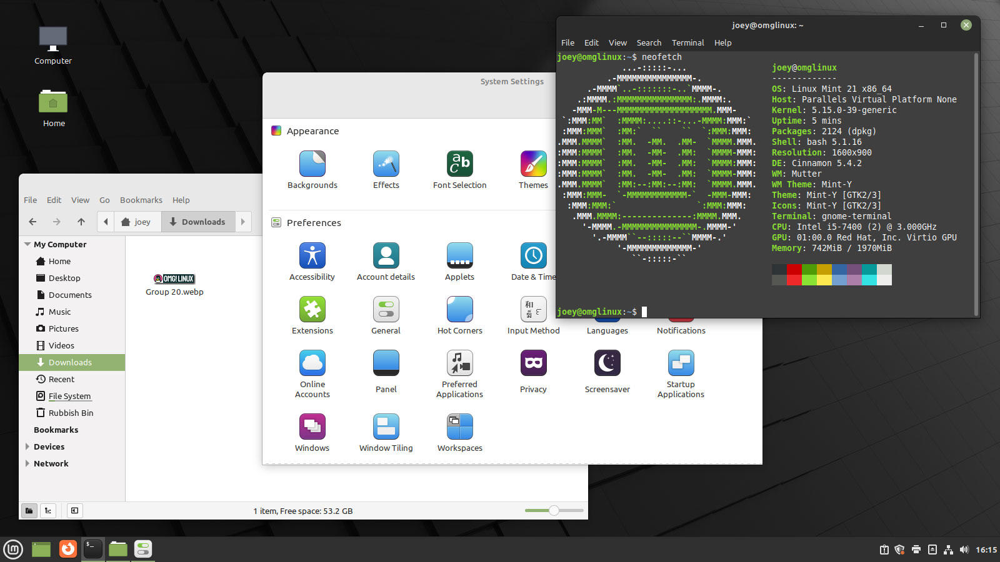 Computer
Home
File Edit View Go Bookmarks Help
joey Downloads
My Computer
Home
Desktop
Documents
Music
Pictures
Videos
Downloads
Recent
File System
Rubbish Bin
Bookmarks
Devices
Network
OMG! LINUX
Group 20.webp
1 item, Free space: 53.2 GB
System Settings
Appearance
Backgrounds
Effects
abc
Font Selection
Themes
Preferences
Accessibility
Account details
Applets
Date & Time
Extensions
General
Hot Corners
Input Method
Languages
Notifications
Online
Accounts
Panel
Preferred
Applications
Privacy
Screensaver
Startup
Applications
Windows
Window Tiling
Workspaces
joey@omglinux: ~
File Edit View Search Terminal Help
joey@omglinux:~$ neofetch
...-:::::-...
.-MMMMMMMMMMMMMMM-.
.-MMMM`..-:::::::-..`MMMM-.
.:MMMM.:MMMMMMMMMMMMMMM:.MMMM:.
-MMM-M---MMMMMMMMMMMMMMMMMMM.MMM-
`:MMM:MM`  :MMMM:....::-...-MMMM:MMM:`
:MMM:MMM`  :MM:`  ``    ``  `:MMM:MMM:
.MMM.MMMM`  :MM.  -MM.  .MM-  `MMMM.MMM.
:MMM:MMMM`  :MM.  -MM-  .MM:  `MMMM-MMM:
:MMM:MMMM`  :MM.  -MM-  .MM:  `MMMM:MMM:
:MMM:MMMM`  :MM.  -MM-  .MM:  `MMMM-MMM:
.MMM.MMMM`  :MM:--:MM:--:MM:  `MMMM.MMM.
:MMM:MMM-  `-MMMMMMMMMMMM-`  -MMM-MMM:
:MMM:MMM:`                `:MMM:MMM:
.MMM.MMMM:--------------:MMMM.MMM.
'-MMMM.-MMMMMMMMMMMMMMM-.MMMM-'
'.-MMMM``--:::::--``MMMM-.'
'-MMMMMMMMMMMMM-'
``-:::::-``
joey@omglinux
-------------
OS: Linux Mint 21 x86_64
Host: Parallels Virtual Platform None
Kernel: 5.15.0-39-generic
Uptime: 5 mins
Packages: 2124 (dpkg)
Shell: bash 5.1.16
Resolution: 1600x900
DE: Cinnamon 5.4.2
WM: Mutter
WM Theme: Mint-Y
Theme: Mint-Y [GTK2/3]
Icons: Mint-Y [GTK2/3]
Terminal: gnome-terminal
CPU: Intel i5-7400 (2) @ 3.000GHz
GPU: 01:00.0 Red Hat, Inc. Virtio GPU
Memory: 742MiB / 1970MiB
joey@omglinux:~$
16:15